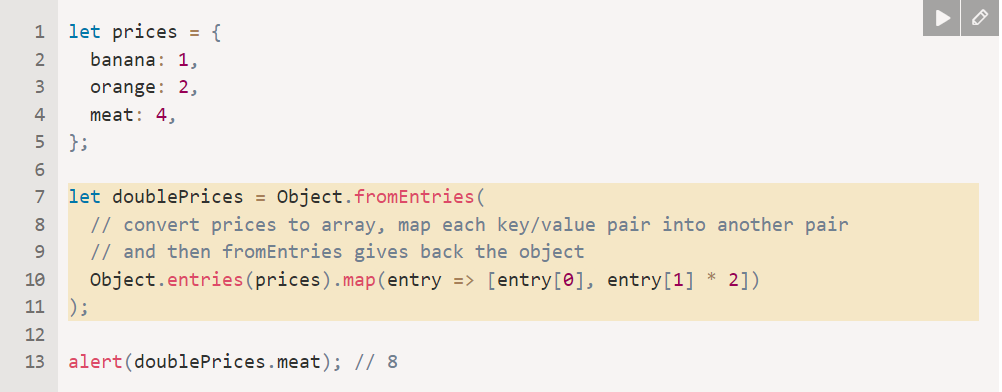 1 let prices = {
2   banana: 1,
3   orange: 2,
4   meat: 4,
5 };
6
7 let doublePrices = Object.fromEntries(
8   // convert prices to array, map each key/value pair into another pair
9   // and then fromEntries gives back the object
10   Object.entries(prices).map(entry => [entry[0], entry[1] * 2])
11 );
12
13 alert(doublePrices.meat); // 8